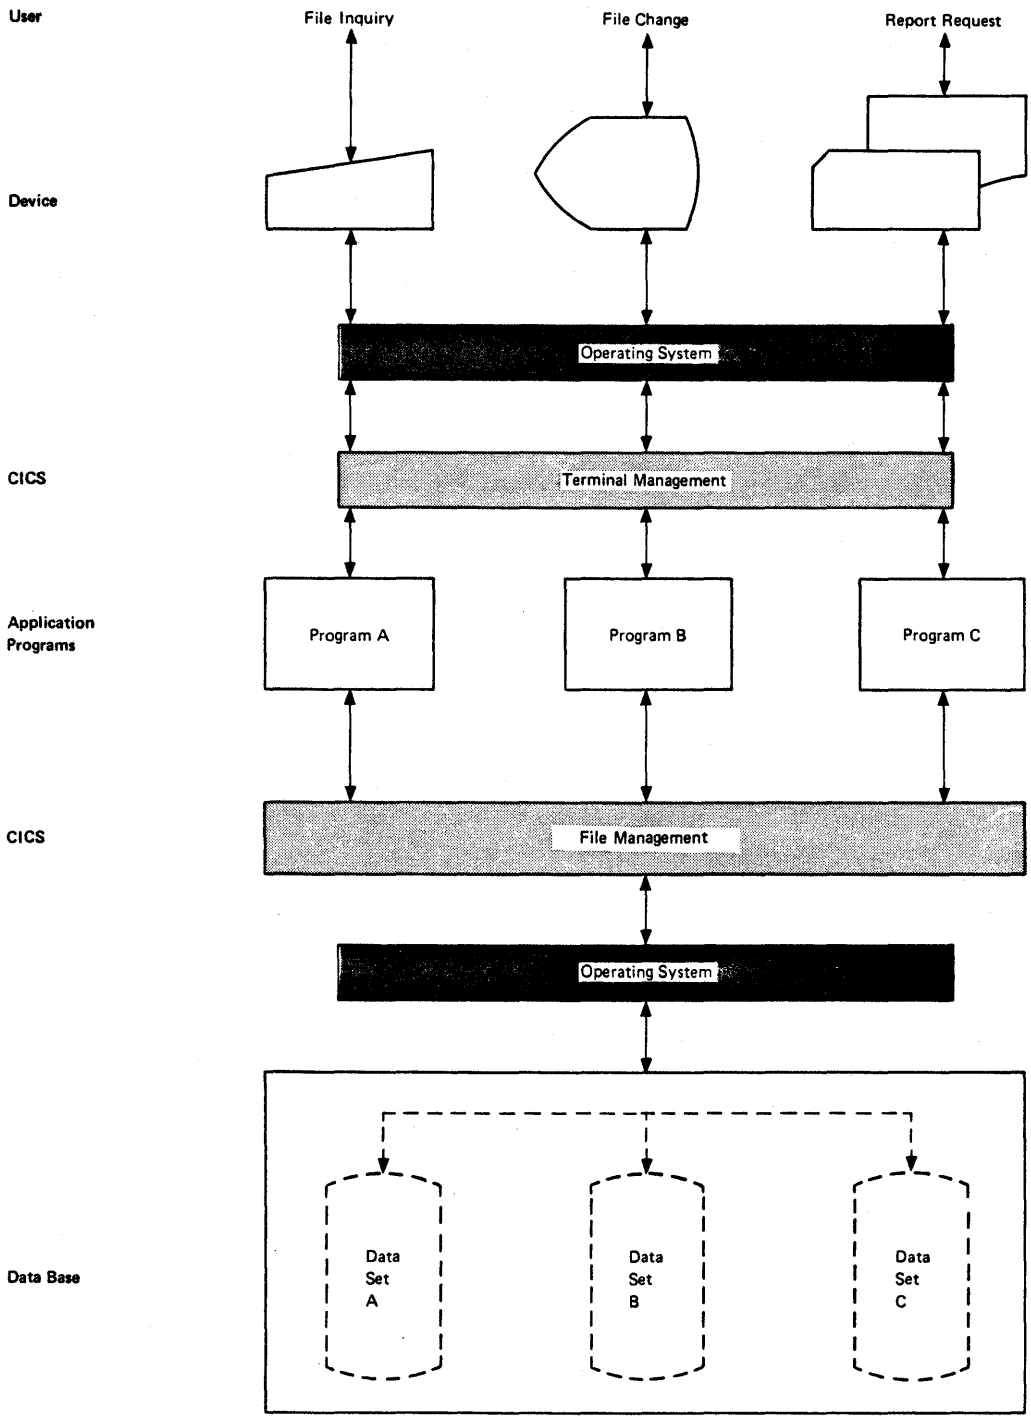 User
File Inquiry
File Change
Report Request
Device
Operating System
CICS
Terminal Management
Application
Programs
Program A
Program B
Program C
CICS
File Management
Operating System
Data Base
Data
Set
A
Data
Set
B
Data
Set
C